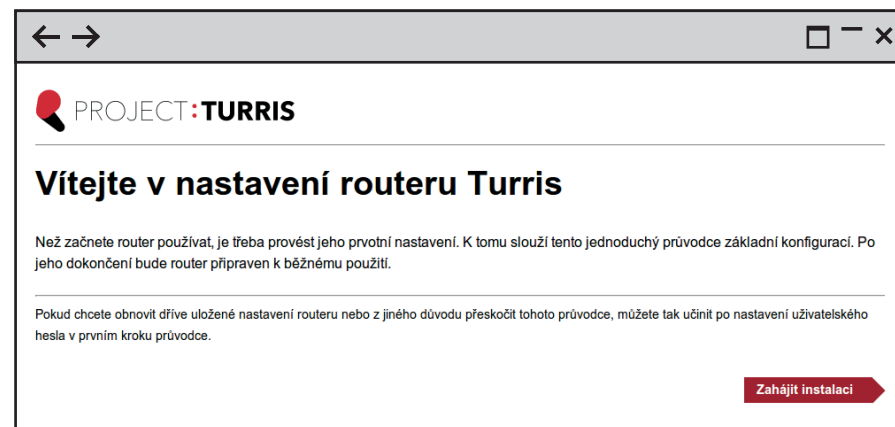 PROJECT:TURRIS
Vítejte v nastavení routeru Turris
Než začnete router používat, je třeba provést jeho prvotní nastavení. K tomu slouží tento jednoduchý průvodce základní konfigurací. Po
jeho dokončení bude router připraven k běžnému použití.
Pokud chcete obnovit dříve uložené nastavení routeru nebo z jiného důvodu přeskočit tohoto průvodce, můžete tak učinit po nastavení uživatelského
hesla v prvním kroku průvodce.
Zahájit instalaci